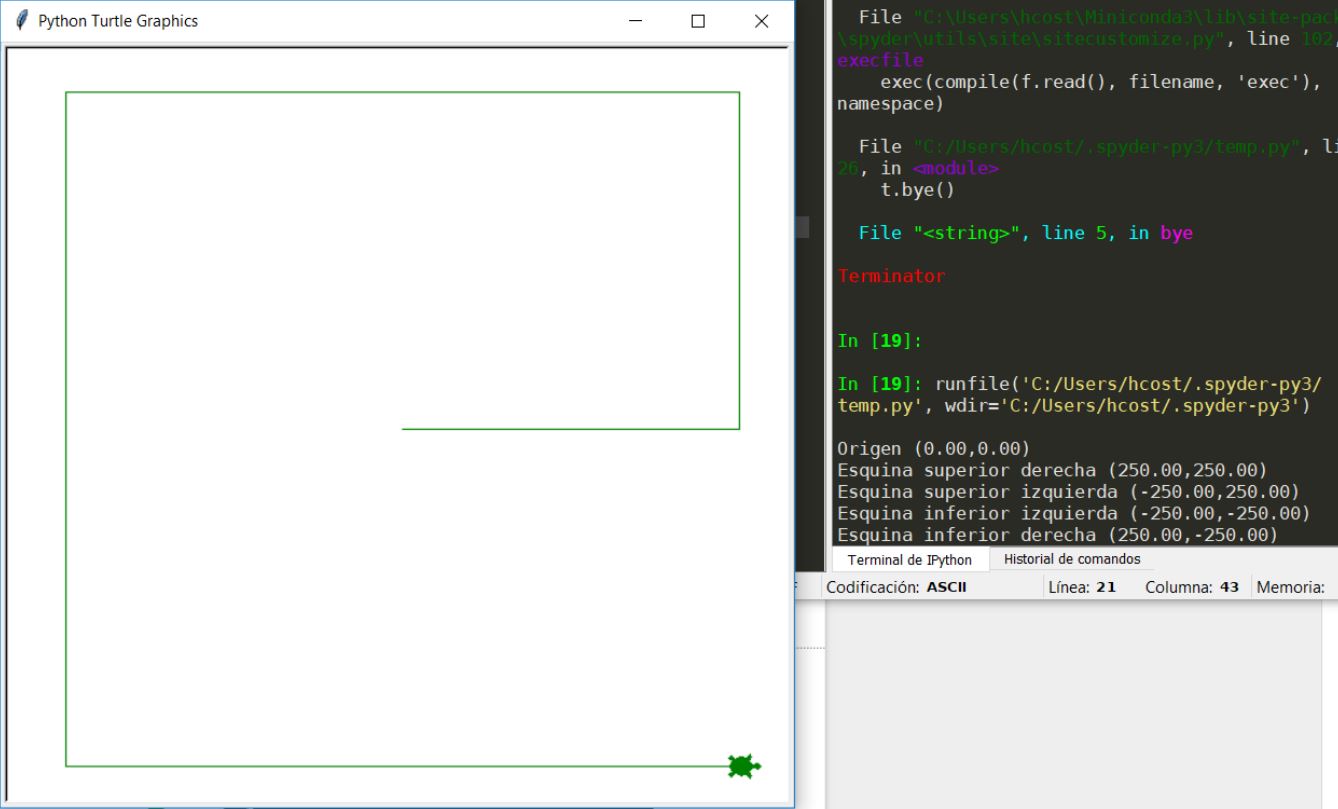 Python Turtle Graphics
File "C:\Users\hcost\Miniconda3\lib\site-pack
\spyder\utils\site\sitecustomize.py", line 102,
execfile
exec(compile(f.read(), filename, 'exec'),
namespace)
File "C:/Users/hcost/.spyder-py3/temp.py", li
26, in <module>
t.bye()
File "<string>", line 5, in bye
Terminator
In [19]:
In [19]: runfile('C:/Users/hcost/.spyder-py3/
temp.py', wdir='C:/Users/hcost/.spyder-py3')
Origen (0.00,0.00)
Esquina superior derecha (250.00,250.00)
Esquina superior izquierda (-250.00,250.00)
Esquina inferior izquierda (-250.00,-250.00)
Esquina inferior derecha (250.00,-250.00)
Terminal de IPython Historial de comandos
Codificación: ASCII Línea: 21 Columna: 43 Memoria: